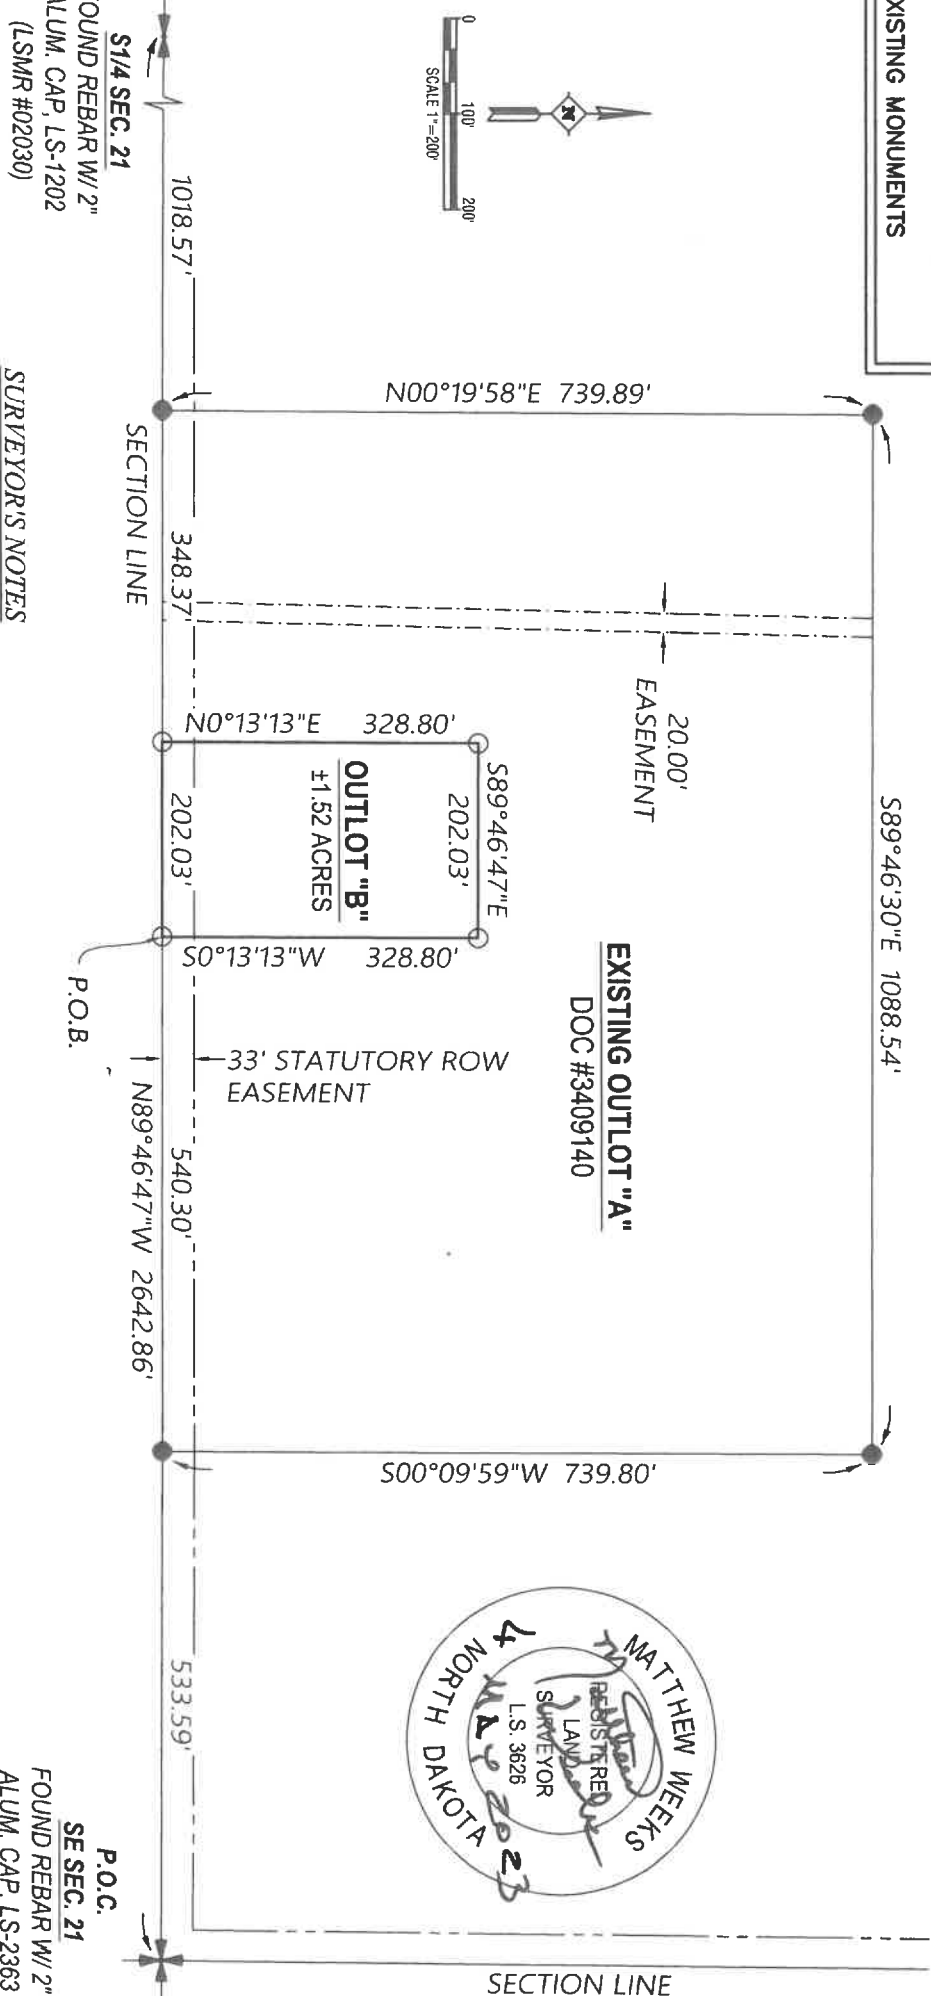 XISTING MONUMENTS
0
100'
200'
SCALE 1"=200'
N
S89°46'30"E 1088.54'
N00°19'58"E 739.89'
20.00'
EASEMENT
EXISTING OUTLOT "A"
DOC #3409140
S89°46'47"E
202.03'
N0°13'13"E 328.80'
OUTLOT "B"
±1.52 ACRES
S0°13'13"W 328.80'
S00°09'59"W 739.80'
33' STATUTORY ROW
EASEMENT
1018.57'
348.37'
202.03'
540.30'
533.59'
SECTION LINE
P.O.B.
N89°46'47"W 2642.86'
S1/4 SEC. 21
OUND REBAR W/ 2"
ALUM. CAP, LS-1202
(LSMR #02030)
SURVEYOR'S NOTES
MATTHEW WEEKS
REGISTERED
LAND
SURVEYOR
L.S. 3626
NORTH DAKOTA
4 MAY 2023
SECTION LINE
P.O.C.
SE SEC. 21
FOUND REBAR W/ 2"
ALUM. CAP, LS-2363